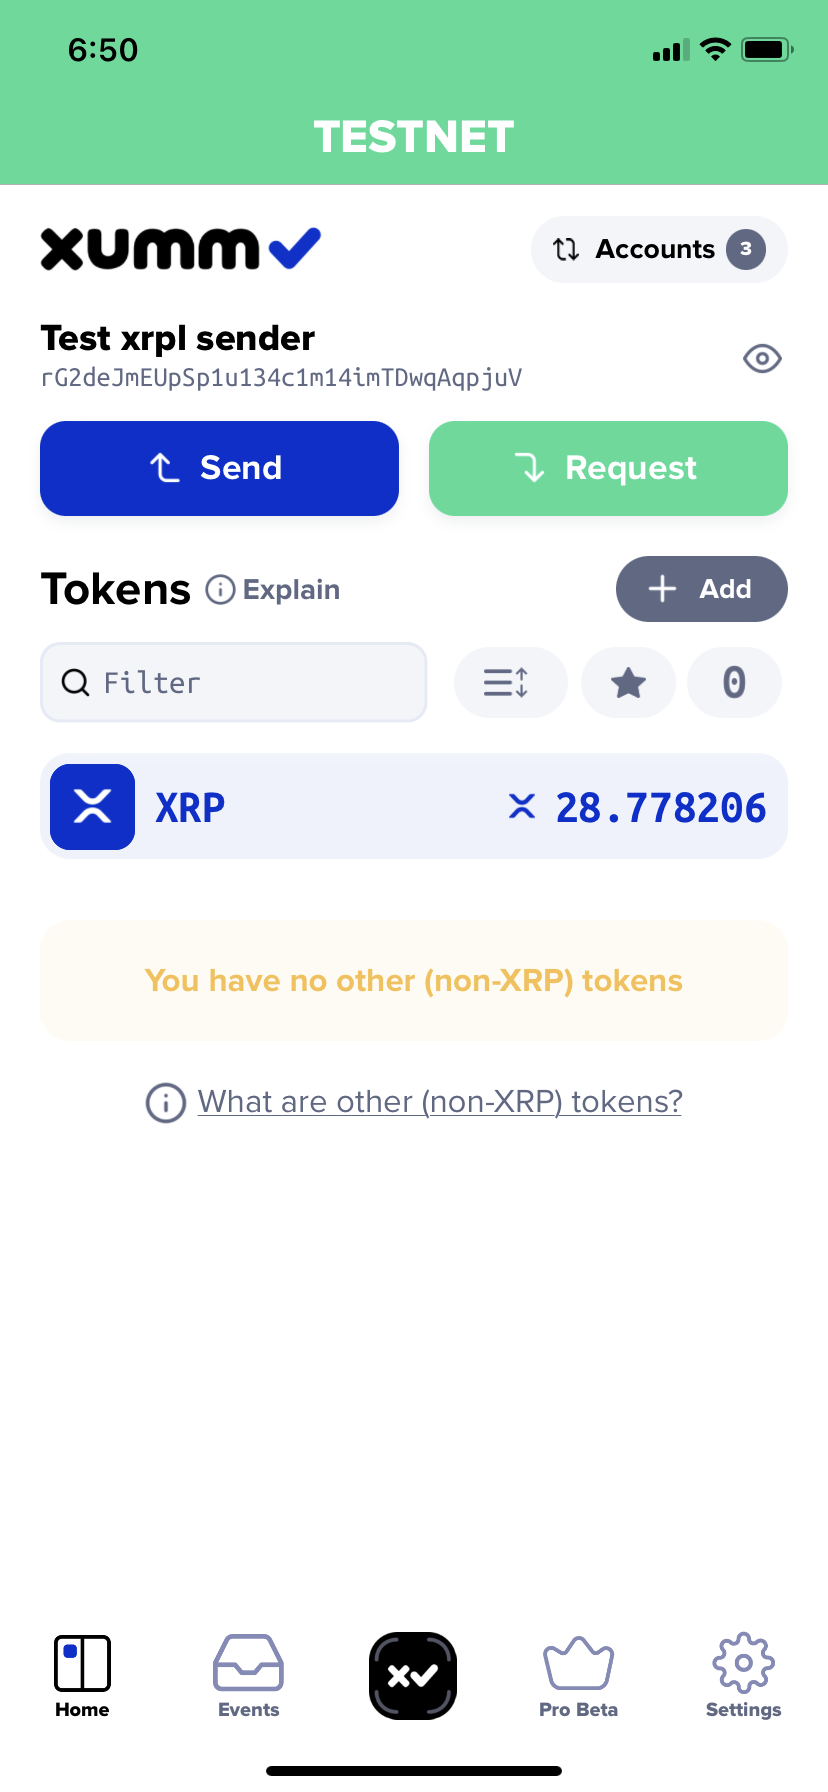 6:50
TESTNET
xumm
Accounts 3
Test xrpl sender
rG2deJmEUpSp1u134c1m14imTDwqAqpjuV
Send
Request
Tokens Explain
Add
Filter
0
XRP 28.778206
You have no other (non-XRP) tokens
What are other (non-XRP) tokens?
Home Events Pro Beta Settings